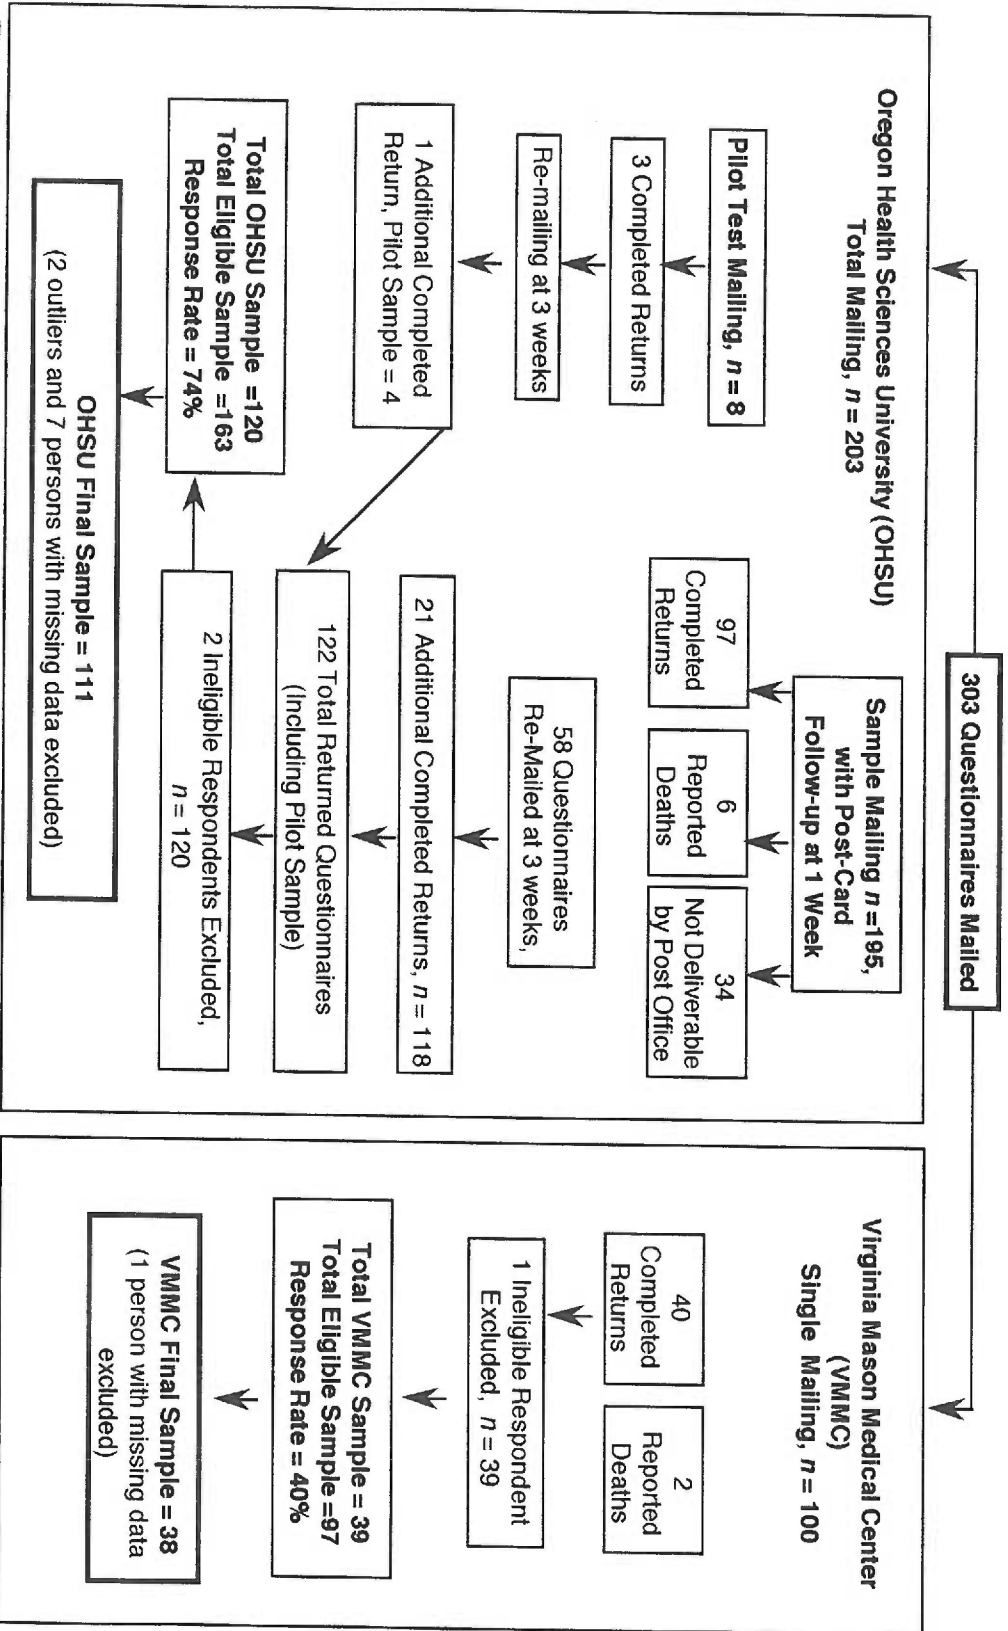 303 Questionnaires Mailed
Oregon Health Sciences University (OHSU)
Total Mailing, n = 203
Pilot Test Mailing, n = 8
3 Completed Returns
Re-mailing at 3 weeks
1 Additional Completed
Return, Pilot Sample = 4
Sample Mailing n =195,
with Post-Card
Follow-up at 1 Week
97
Completed
Returns
6
Reported
Deaths
34
Not Deliverable
by Post Office
58 Questionnaires
Re-Mailed at 3 weeks,
21 Additional Completed Returns, n = 118
122 Total Returned Questionnaires
(Including Pilot Sample)
2 Ineligible Respondents Excluded,
n = 120
Total OHSU Sample =120
Total Eligible Sample =163
Response Rate = 74%
OHSU Final Sample = 111
(2 outliers and 7 persons with missing data excluded)
Virginia Mason Medical Center
(VMMC)
Single Mailing, n = 100
40
Completed
Returns
2
Reported
Deaths
1 Ineligible Respondent
Excluded, n = 39
Total VMMC Sample = 39
Total Eligible Sample =97
Response Rate = 40%
VMMC Final Sample = 38
(1 person with missing data
excluded)